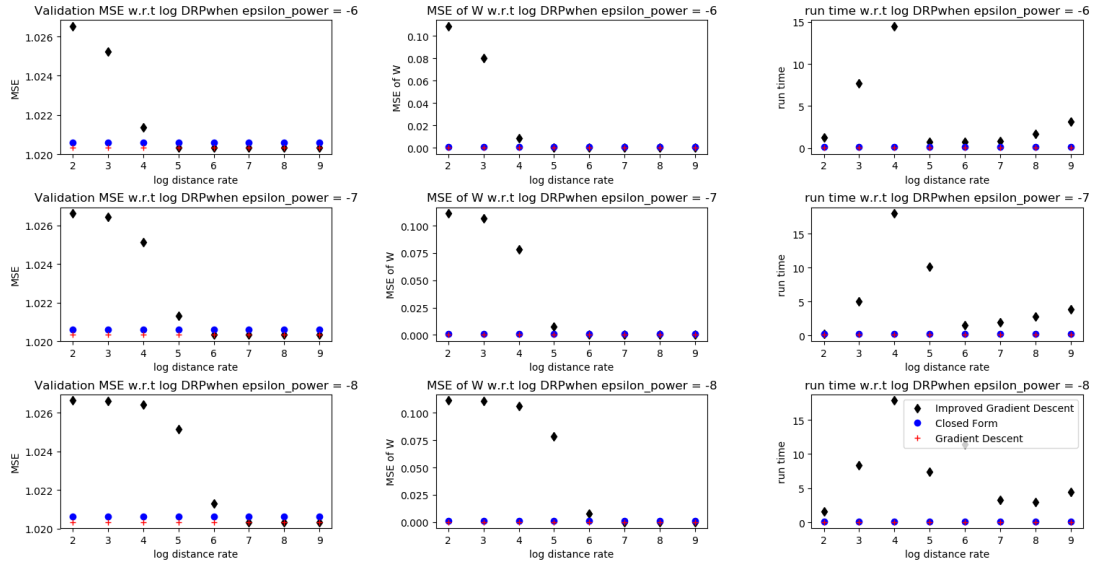 Validation MSE w.r.t log DRPwhen epsilon_power = -6
MSE of W w.r.t log DRPwhen epsilon_power = -6
run time w.r.t log DRPwhen epsilon_power = -6
1.026
1.024
1.022
1.020
MSE
2 3 4 5 6 7 8 9
log distance rate
0.10
0.08
0.06
0.04
0.02
0.00
MSE of W
2 3 4 5 6 7 8 9
log distance rate
15
10
5
0
run time
2 3 4 5 6 7 8 9
log distance rate
Validation MSE w.r.t log DRPwhen epsilon_power = -7
MSE of W w.r.t log DRPwhen epsilon_power = -7
run time w.r.t log DRPwhen epsilon_power = -7
1.026
1.024
1.022
1.020
MSE
2 3 4 5 6 7 8 9
log distance rate
0.100
0.075
0.050
0.025
0.000
MSE of W
2 3 4 5 6 7 8 9
log distance rate
15
10
5
0
run time
2 3 4 5 6 7 8 9
log distance rate
Validation MSE w.r.t log DRPwhen epsilon_power = -8
MSE of W w.r.t log DRPwhen epsilon_power = -8
run time w.r.t log DRPwhen epsilon_power = -8
1.026
1.024
1.022
1.020
MSE
2 3 4 5 6 7 8 9
log distance rate
0.100
0.075
0.050
0.025
0.000
MSE of W
2 3 4 5 6 7 8 9
log distance rate
15
10
5
0
run time
Improved Gradient Descent
Closed Form
Gradient Descent
2 3 4 5 6 7 8 9
log distance rate